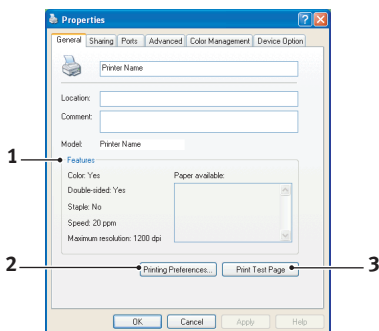 Properties
General Sharing Ports Advanced Color Management Device Option
Printer Name
Location:
Comment:
Model: Printer Name
1
Features
Color: Yes Paper available:
Double-sided: Yes
Staple: No
Speed: 20 ppm
Maximum resolution: 1200 dpi
2 Printing Preferences... Print Test Page 3
OK Cancel Apply Help